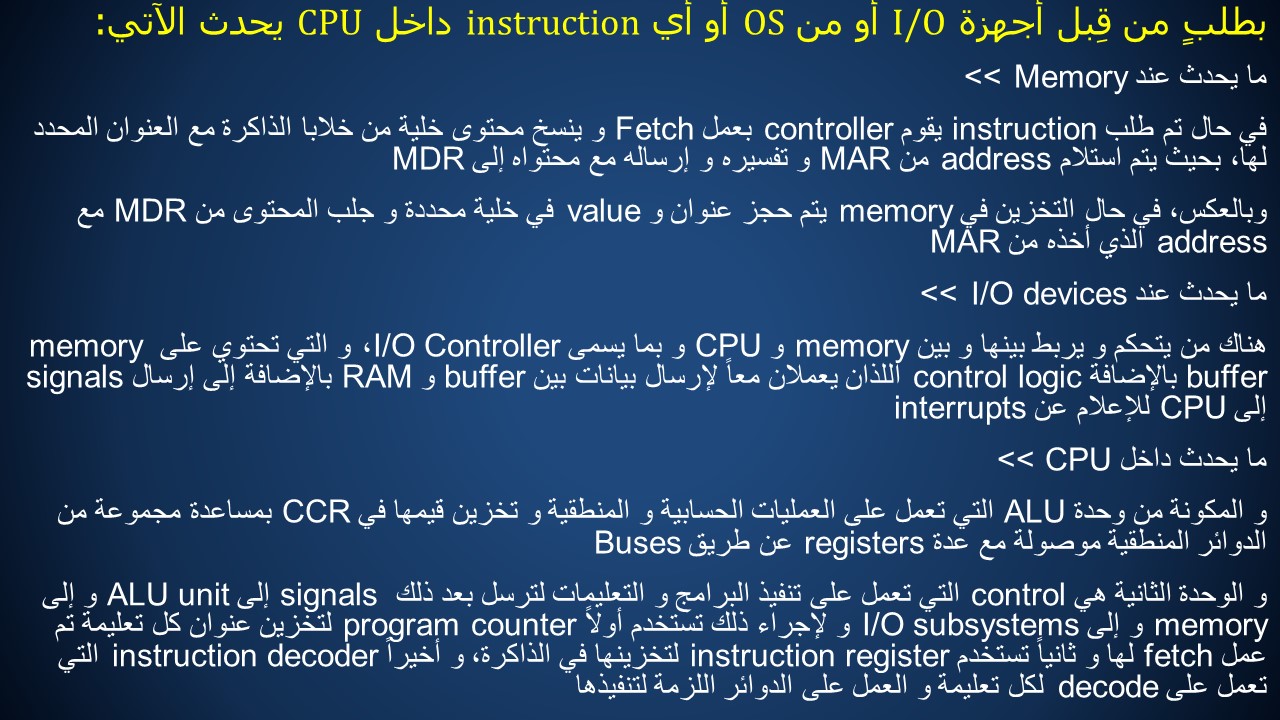 بطلبٍ من قِبل أجهزة I/O أو من OS أو أي instruction داخل CPU يحدث الآتي:
ما يحدث عند Memory >>
في حال تم طلب instruction يقوم controller بعمل Fetch و ينسخ محتوى خلية من خلابا الذاكرة مع العنوان المحدد
لها، بحيث يتم استلام address من MAR و تفسيره و إرساله مع محتواه إلى MDR
وبالعكس، في حال التخزين في memory يتم حجز عنوان و value في خلية محددة و جلب المحتوى من MDR مع
address الذي أخذه من MAR
ما يحدث عند I/O devices >>
هناك من يتحكم و يربط بينها و بين memory و CPU و بما يسمى I/O Controller، و التي تحتوي على memory
buffer بالإضافة control logic اللذان يعملان معاً لإرسال بيانات بين buffer و RAM بالإضافة إلى إرسال signals
إلى CPU للإعلام عن interrupts
ما يحدث داخل CPU >>
و المكونة من وحدة ALU التي تعمل على العمليات الحسابية و المنطقية و تخزين قيمها في CCR بمساعدة مجموعة من
الدوائر المنطقية موصولة مع عدة registers عن طريق Buses
و الوحدة الثانية هي control التي تعمل على تنفيذ البرامج و التعليمات لترسل بعد ذلك signals إلى ALU unit و إلى
memory و إلى I/O subsystems و لإجراء ذلك تستخدم أولاً program counter لتخزين عنوان كل تعليمة تم
عمل fetch لها و ثانياً تستخدم instruction register لتخزينها في الذاكرة، و أخيراً instruction decoder التي
تعمل على decode لكل تعليمة و العمل على الدوائر اللازمة لتنفيذها